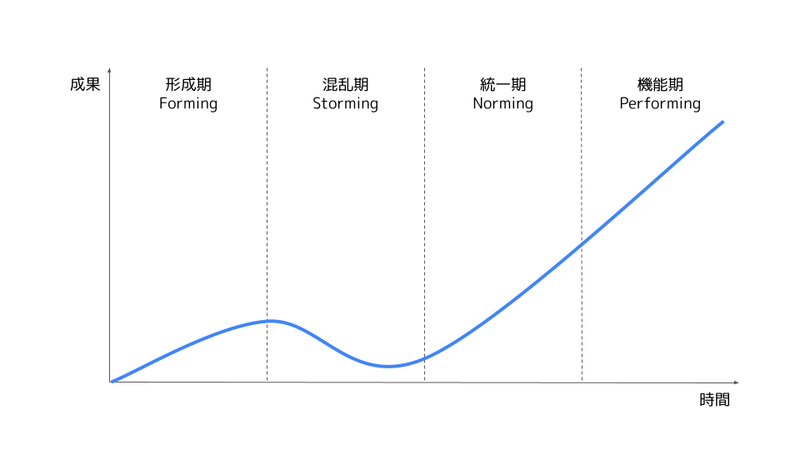 成果
形成期
Forming
混乱期
Storming
統一期
Norming
機能期
Performing
時間